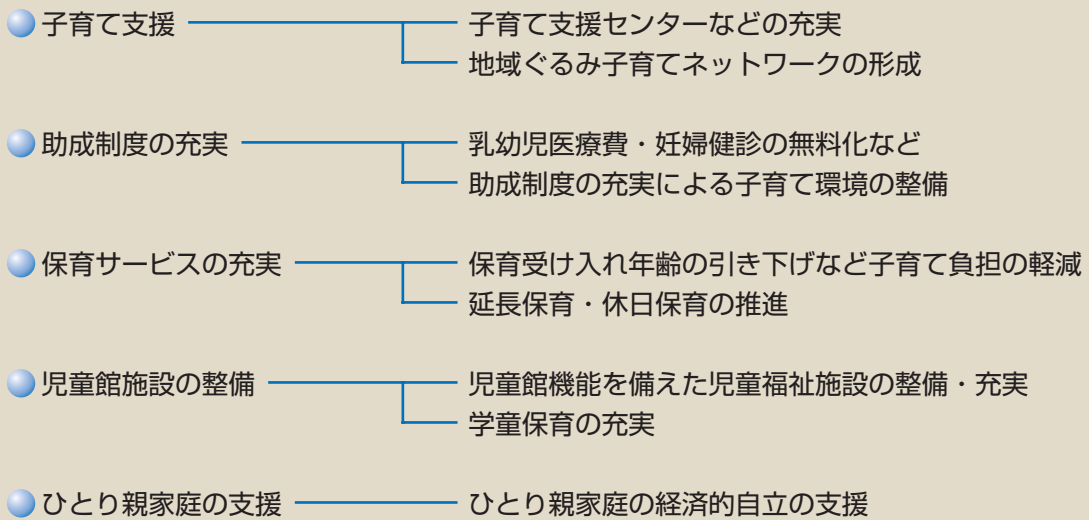 子育て支援
子育て支援センターなどの充実
地域ぐるみ子育てネットワークの形成
助成制度の充実
乳幼児医療費・妊婦健診の無料化など
助成制度の充実による子育て環境の整備
保育サービスの充実
保育受け入れ年齢の引き下げなど子育て負担の軽減
延長保育・休日保育の推進
児童館施設の整備
児童館機能を備えた児童福祉施設の整備・充実
学童保育の充実
ひとり親家庭の支援
ひとり親家庭の経済的自立の支援